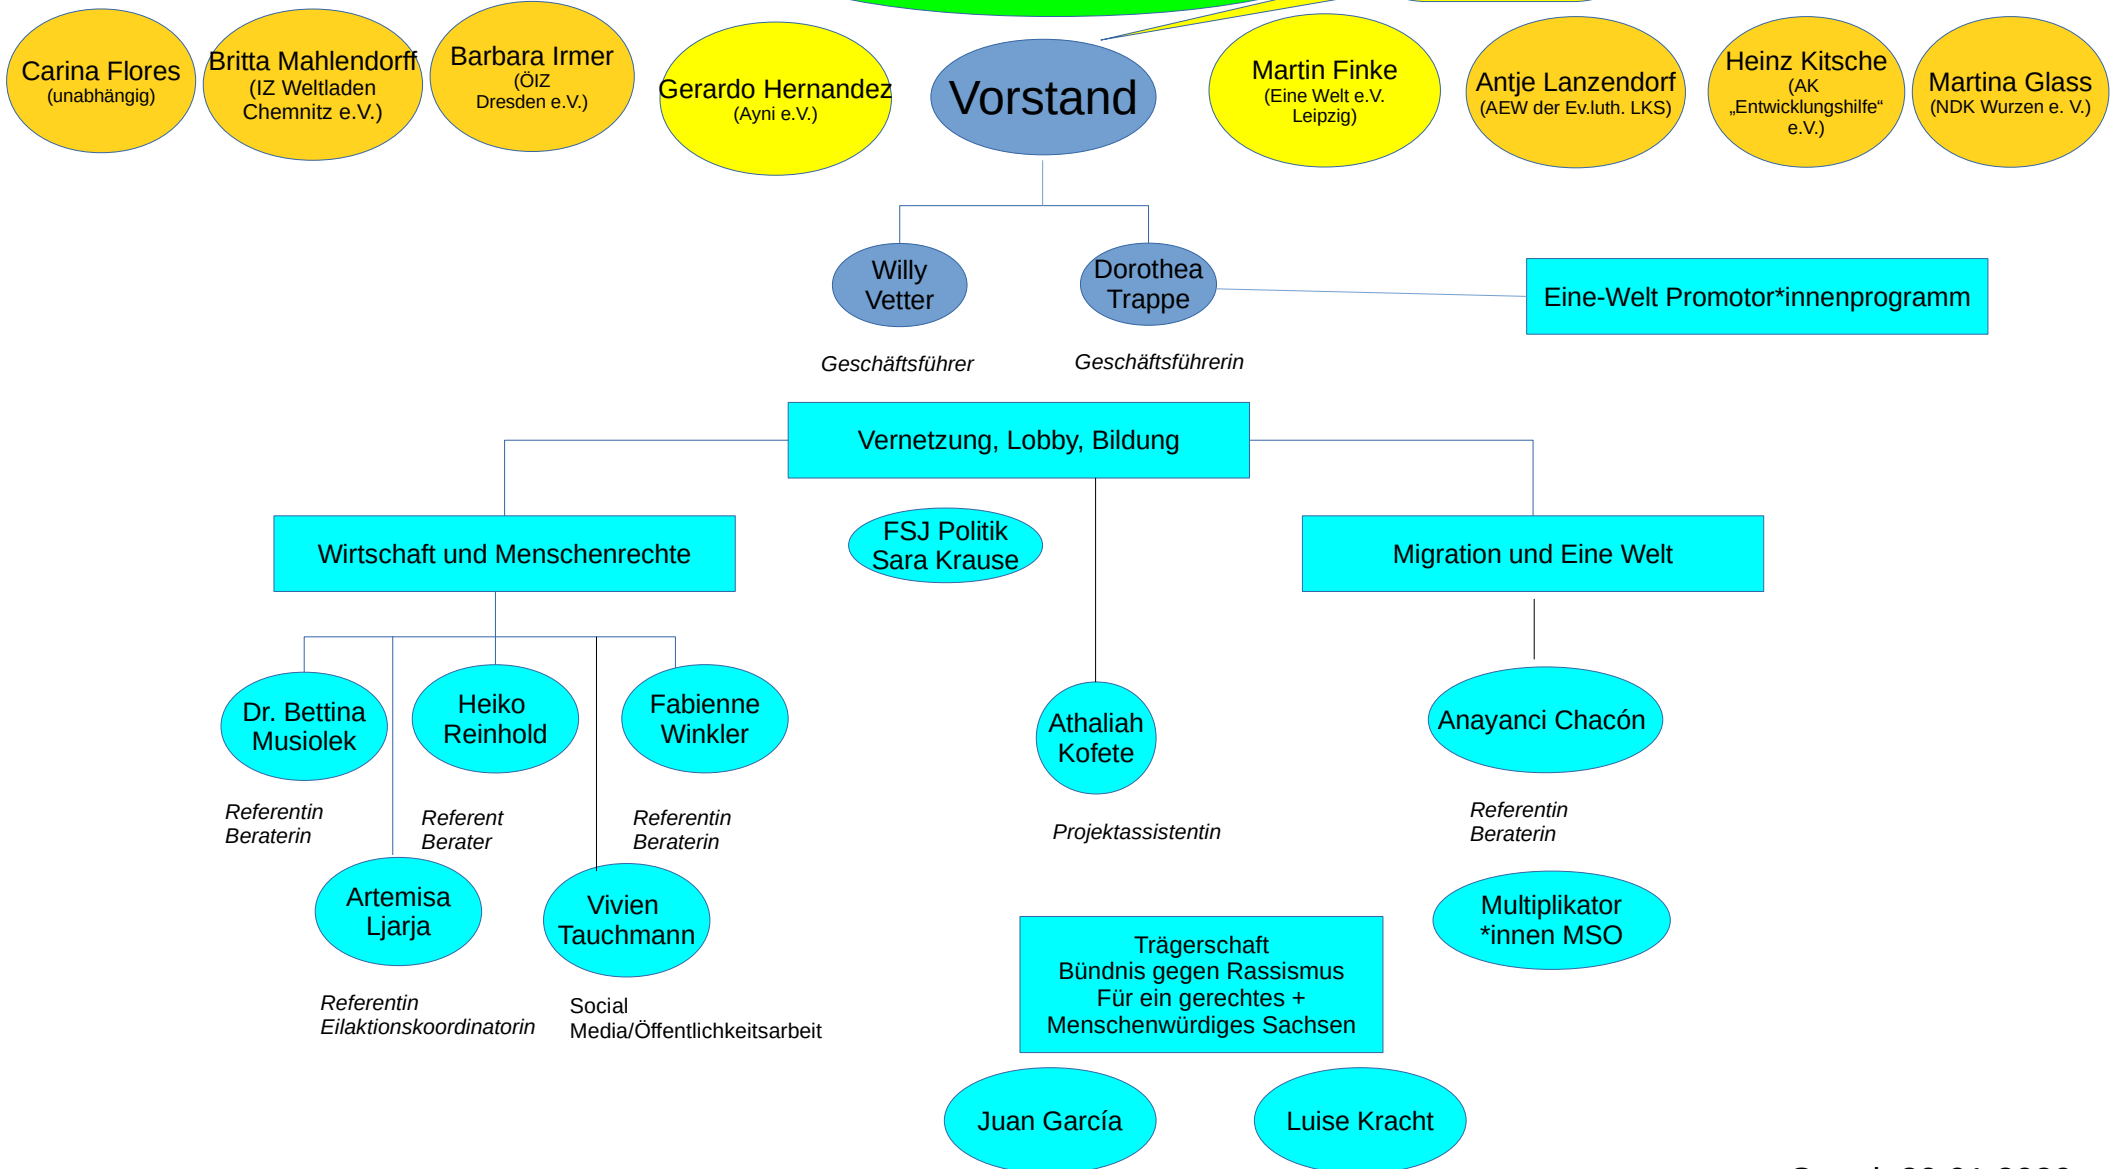 Carina Flores
(unabhängig)
Britta Mahlendorff
(IZ Weltladen
Chemnitz e.V.)
Barbara Irmer
(ÖIZ
Dresden e.V.)
Gerardo Hernandez
(Ayni e.V.)
Vorstand
Martin Finke
(Eine Welt e.V.
Leipzig)
Antje Lanzendorf
(AEW der Ev.luth. LKS)
Heinz Kitsche
(AK
„Entwicklungshilfe“
e.V.)
Martina Glass
(NDK Wurzen e. V.)
Willy
Vetter
Dorothea
Trappe
Eine-Welt Promotor*innenprogramm
Geschäftsführer
Geschäftsführerin
Vernetzung, Lobby, Bildung
Wirtschaft und Menschenrechte
FSJ Politik
Sara Krause
Migration und Eine Welt
Dr. Bettina
Musiolek
Heiko
Reinhold
Fabienne
Winkler
Athaliah
Kofete
Anayanci Chacón
Referentin
Beraterin
Referent
Berater
Referentin
Beraterin
Projektassistentin
Referentin
Beraterin
Artemisa
Ljarja
Vivien
Tauchmann
Multiplikator
*innen MSO
Referentin
Eilaktionskoordinatorin
Social
Media/Öffentlichkeitsarbeit
Trägerschaft
Bündnis gegen Rassismus
Für ein gerechtes +
Menschenwürdiges Sachsen
Juan García
Luise Kracht